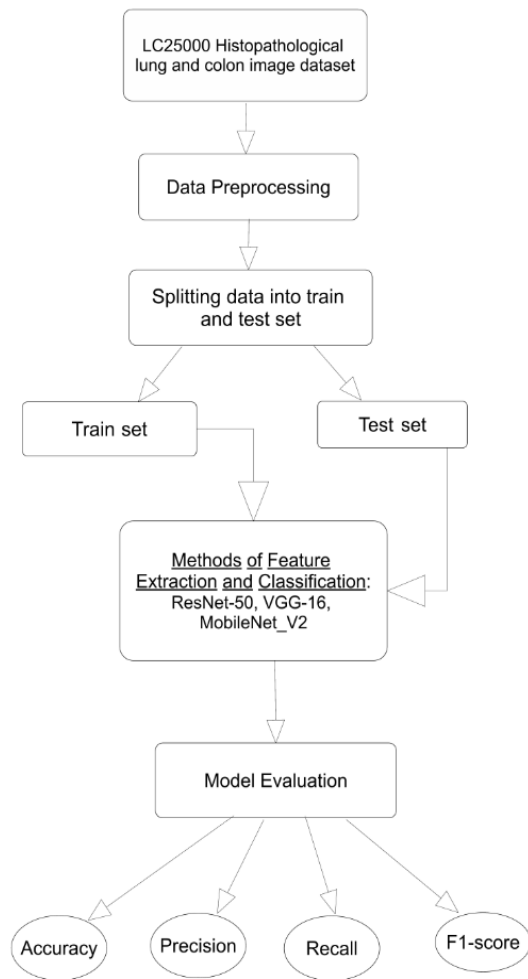 LC25000 Histopathological
lung and colon image dataset
Data Preprocessing
Splitting data into train
and test set
Train set
Test set
Methods of Feature
Extraction and Classification:
ResNet-50, VGG-16,
MobileNet_V2
Model Evaluation
Accuracy
Precision
Recall
F1-score